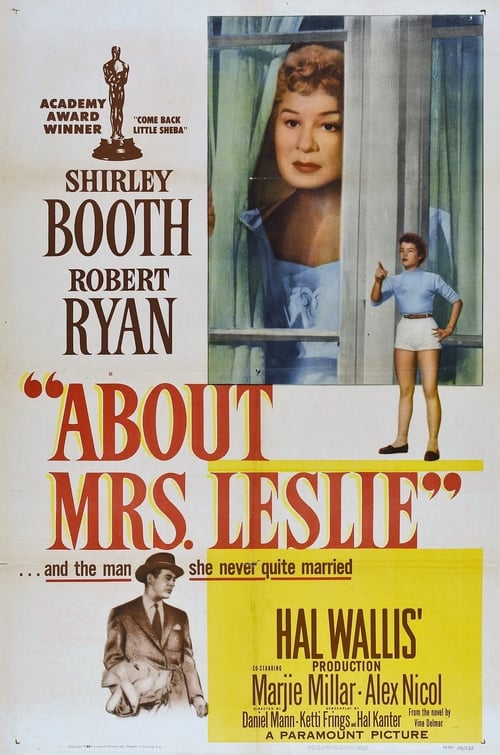 ACADEMY
AWARD
WINNER
"COME BACK
LITTLE SHEBA"
SHIRLEY
BOOTH
ROBERT
RYAN
in
"ABOUT
MRS. LESLIE"
...and the man she never quite married
HAL WALLIS'
PRODUCTION
CO-STARRING
Marjie Millar · Alex Nicol
DIRECTED BY
Daniel Mann · 
SCREENPLAY BY
Ketti Frings and Hal Kanter
From the novel by
Vina Delmar
A PARAMOUNT PICTURE